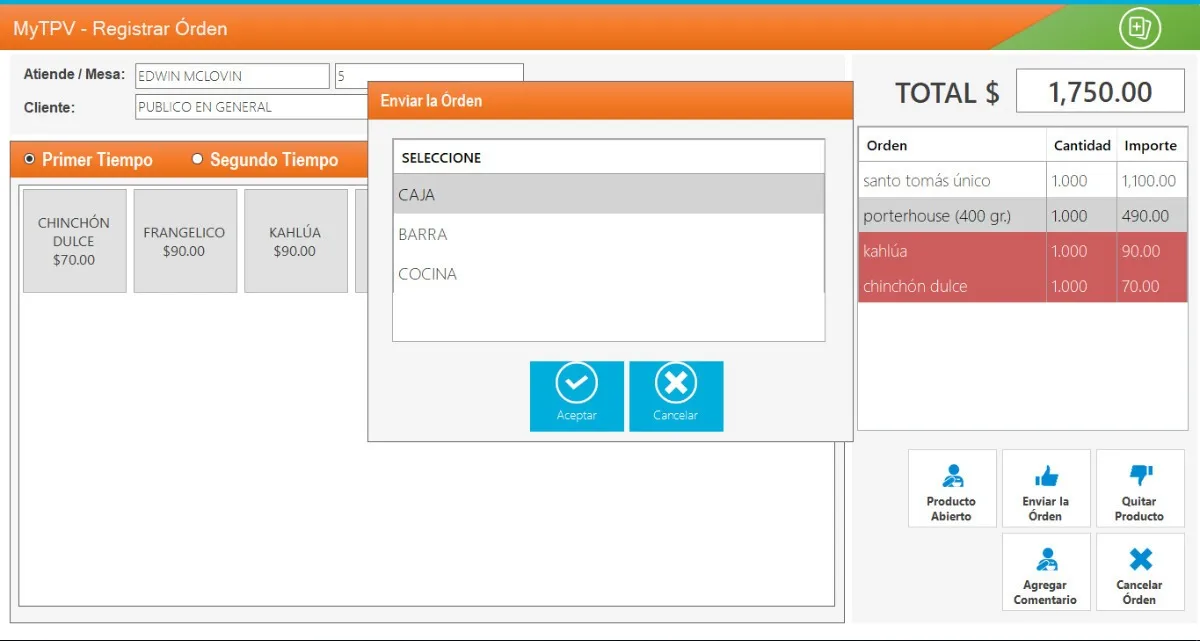 MyTPV - Registrar Órden
Atiende / Mesa: EDWIN MCLOVIN 5
Cliente: PUBLICO EN GENERAL
TOTAL $ 1,750.00
Primer Tiempo Segundo Tiempo
CHINCHÓN
DULCE
$70.00
FRANGELICO
$90.00
KAHLÚA
$90.00
Enviar la Órden
SELECCIONE
CAJA
BARRA
COCINA
Aceptar Cancelar
Orden Cantidad Importe
santo tomás único 1.000 1,100.00
porterhouse (400 gr.) 1.000 490.00
kahlúa 1.000 90.00
chinchón dulce 1.000 70.00
Producto
Abierto
Enviar la
Órden
Quitar
Producto
Agregar
Comentario
Cancelar
Órden